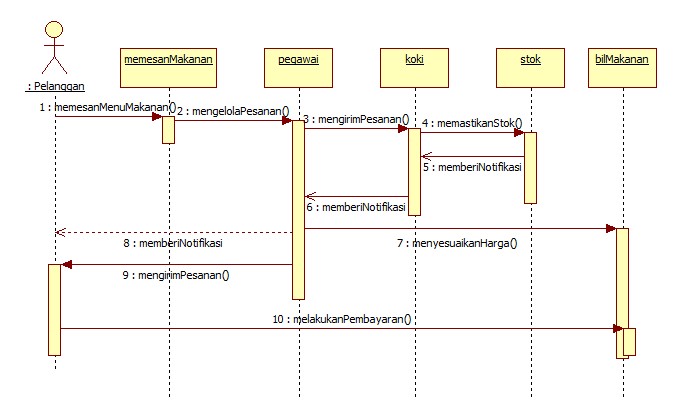 memesanMakanan
pegawai
koki
stok
bilMakanan
: Pelanggan
1 : memesanMenuMakanan()
2 : mengelolaPesanan()
3 : mengirimPesanan()
4 : memastikanStok()
5 : memberiNotifikasi
6 : memberiNotifikasi
7 : menyesuaikanHarga()
8 : memberiNotifikasi
9 : mengirimPesanan()
10 : melakukanPembayaran()